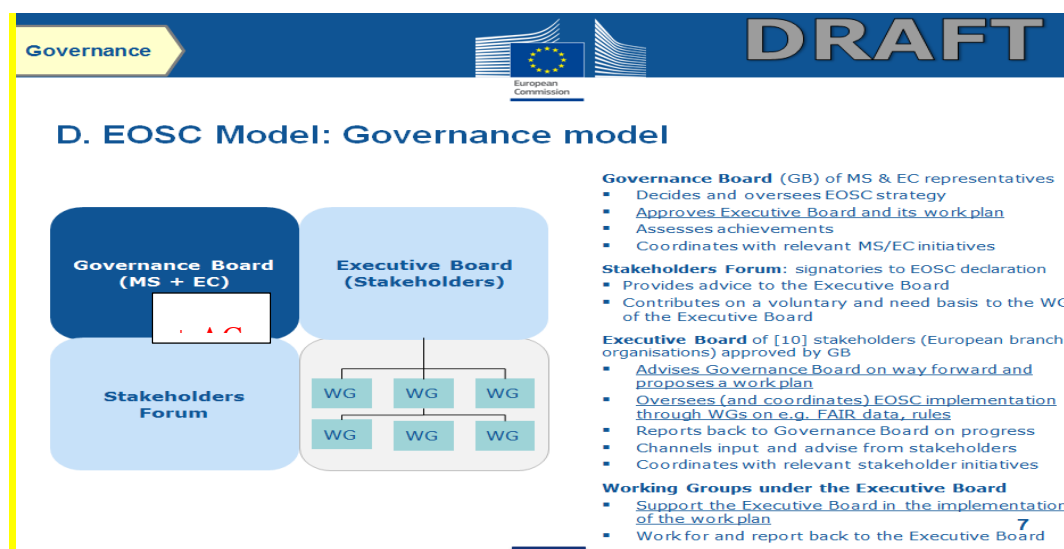 Governance
DRAFT
European
Commission
D. EOSC Model: Governance model
Governance Board
(MS + EC)
Executive Board
(Stakeholders)
Stakeholders
Forum
WG WG WG
WG WG WG
Governance Board (GB) of MS & EC representatives
▪ Decides and oversees EOSC strategy
▪ Approves Executive Board and its work plan
▪ Assesses achievements
▪ Coordinates with relevant MS/EC initiatives
Stakeholders Forum: signatories to EOSC declaration
▪ Provides advice to the Executive Board
▪ Contributes on a voluntary and need basis to the WG
of the Executive Board
Executive Board of [10] stakeholders (European branch
organisations) approved by GB
▪ Advises Governance Board on way forward and
proposes a work plan
▪ Oversees (and coordinates) EOSC implementation
through WGs on e.g. FAIR data, rules
▪ Reports back to Governance Board on progress
▪ Channels input and advise from stakeholders
▪ Coordinates with relevant stakeholder initiatives
Working Groups under the Executive Board
▪ Support the Executive Board in the implementation
of the work plan
▪ Work for and report back to the Executive Board
7